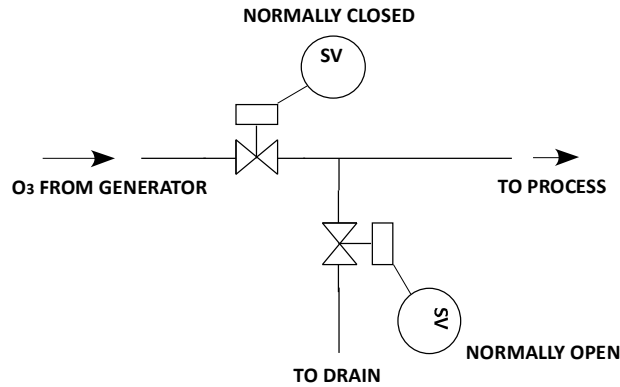 NORMALLY CLOSED
SV
O₃ FROM GENERATOR
TO PROCESS
SV
NORMALLY OPEN
TO DRAIN